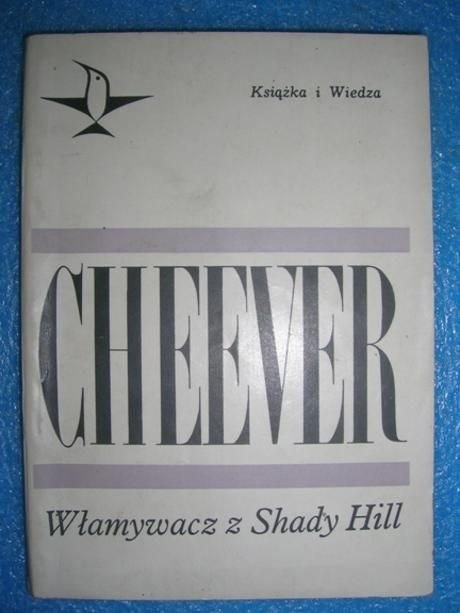 Książka i Wiedza
CHEEVER
Włamywacz z Shady Hill